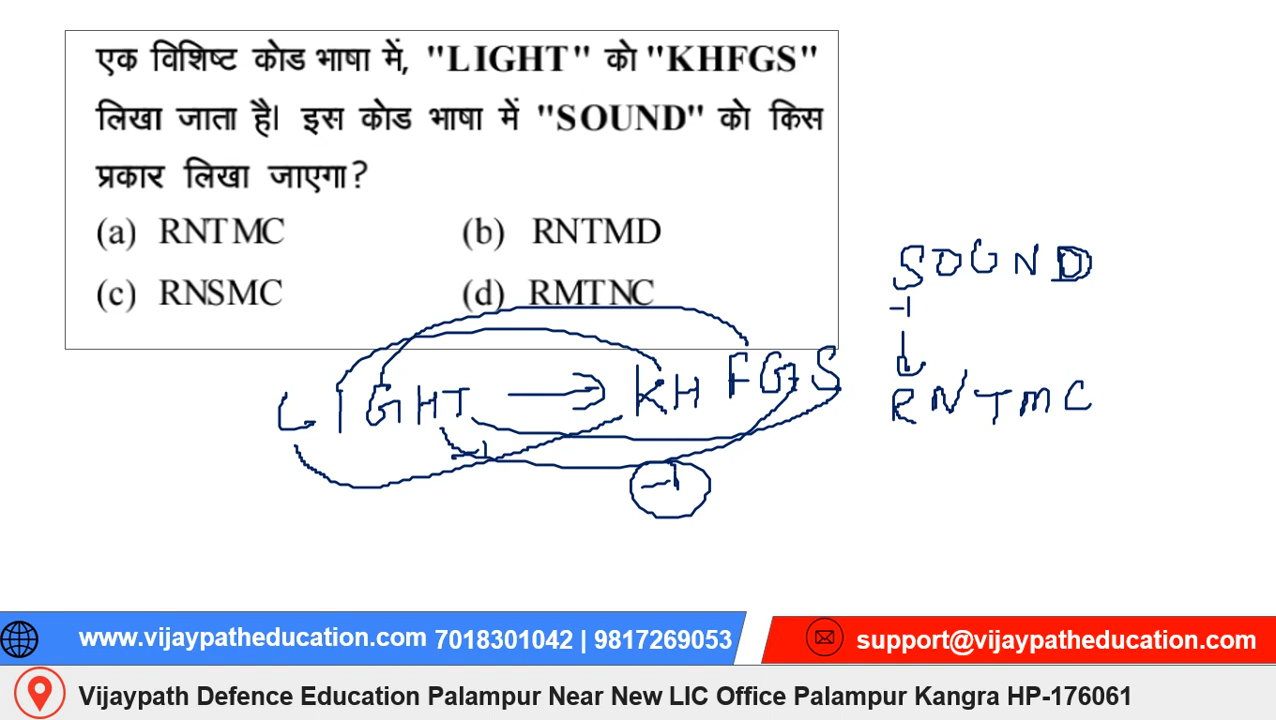 एक विशिष्ट कोड भाषा में, "LIGHT" को "KHFGS"
लिखा जाता है। इस कोड भाषा में "SOUND" को किस
प्रकार लिखा जाएगा?
(a) RNTMC (b) RNTMD
(c) RNSMC (d) RMTNC
SOUND
-1
LIGHT → KHFGS
RNTMC
-1
-1
www.vijaypatheducation.com 7018301042 | 9817269053
support@vijaypatheducation.com
Vijaypath Defence Education Palampur Near New LIC Office Palampur Kangra HP-176061